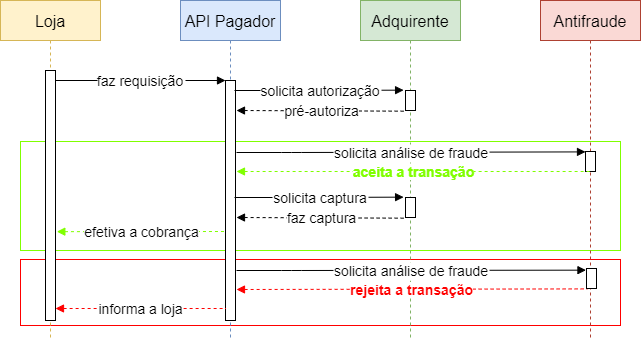 Loja
API Pagador
Adquirente
Antifraude
faz requisição
solicita autorização
pré-autoriza
solicita análise de fraude
aceita a transação
solicita captura
faz captura
efetiva a cobrança
solicita análise de fraude
rejeita a transação
informa a loja